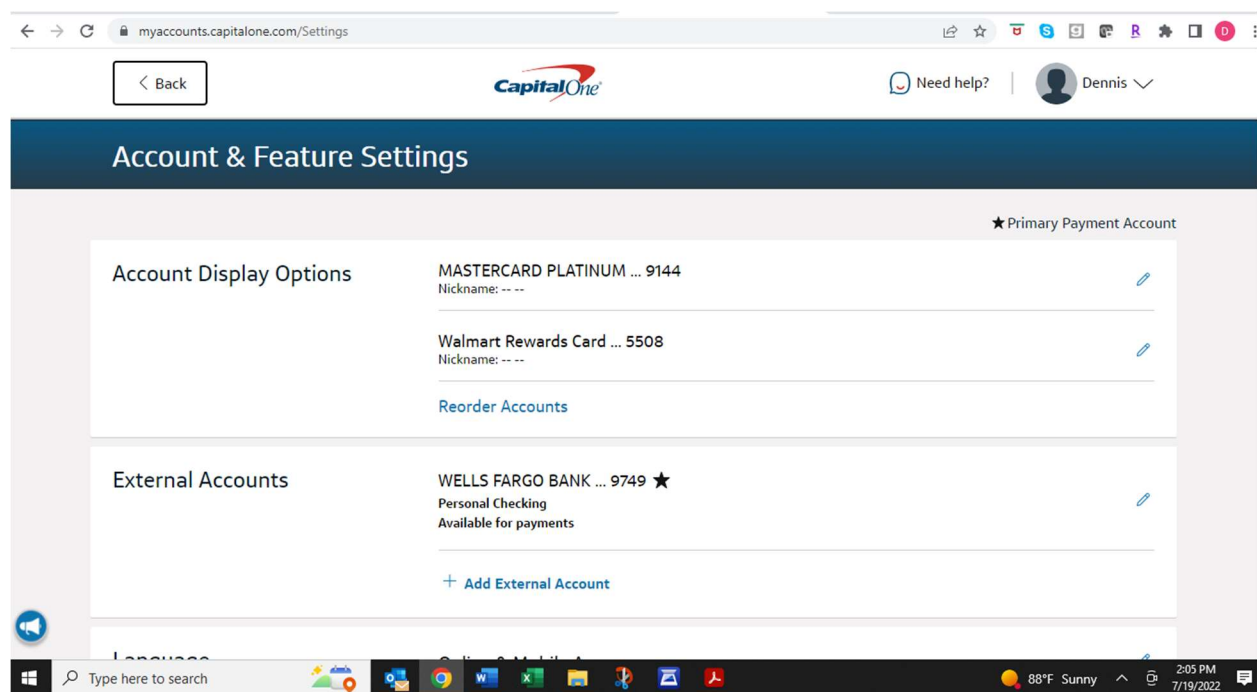 myaccounts.capitalone.com/Settings
Back
CapitalOne
Need help?
Dennis
Account & Feature Settings
★Primary Payment Account
Account Display Options
MASTERCARD PLATINUM ... 9144
Nickname: -- --
Walmart Rewards Card ... 5508
Nickname: -- --
Reorder Accounts
External Accounts
WELLS FARGO BANK ... 9749 ★
Personal Checking
Available for payments
+ Add External Account
Type here to search
88°F Sunny
2:05 PM
7/19/2022